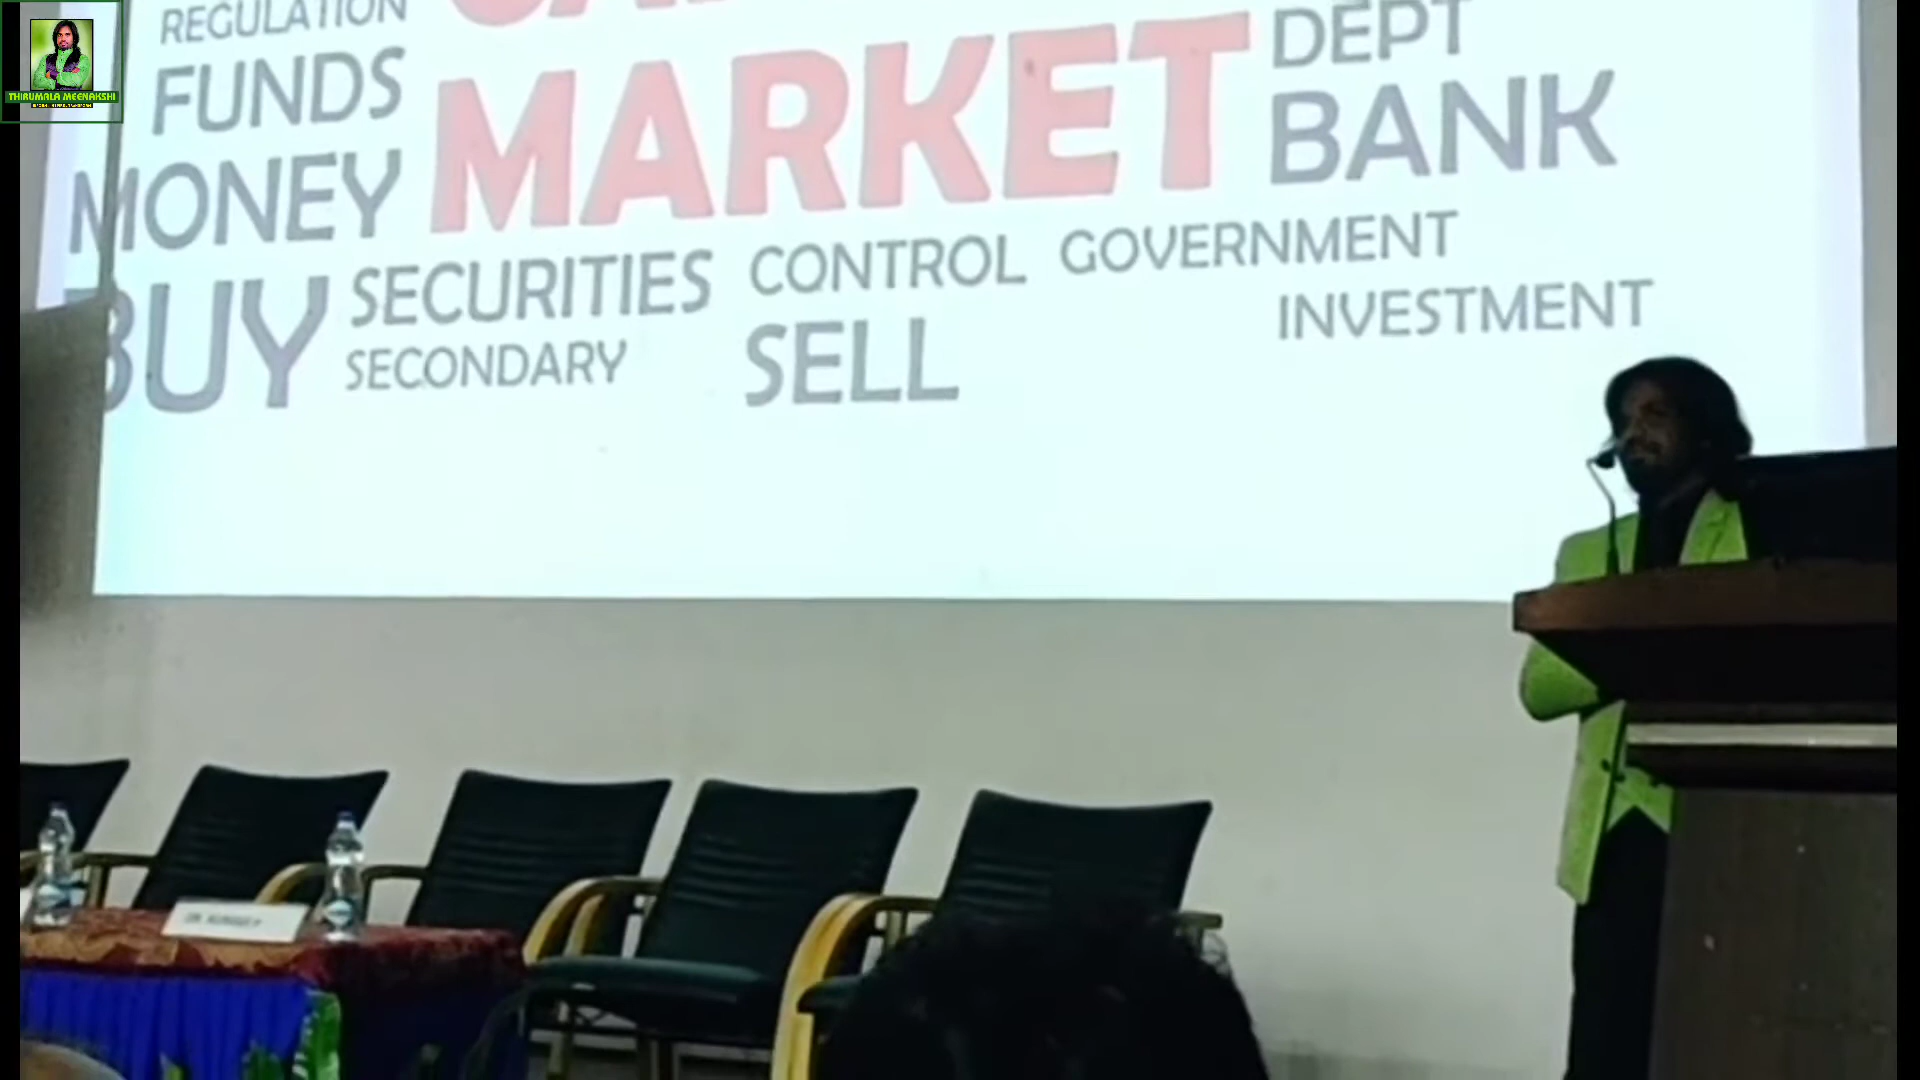 THIRUMALA MEENAKSHI
REGULATION
FUNDS
MARKET
DEPT
BANK
MONEY
BUY
SECURITIES
CONTROL
GOVERNMENT
SECONDARY
SELL
INVESTMENT